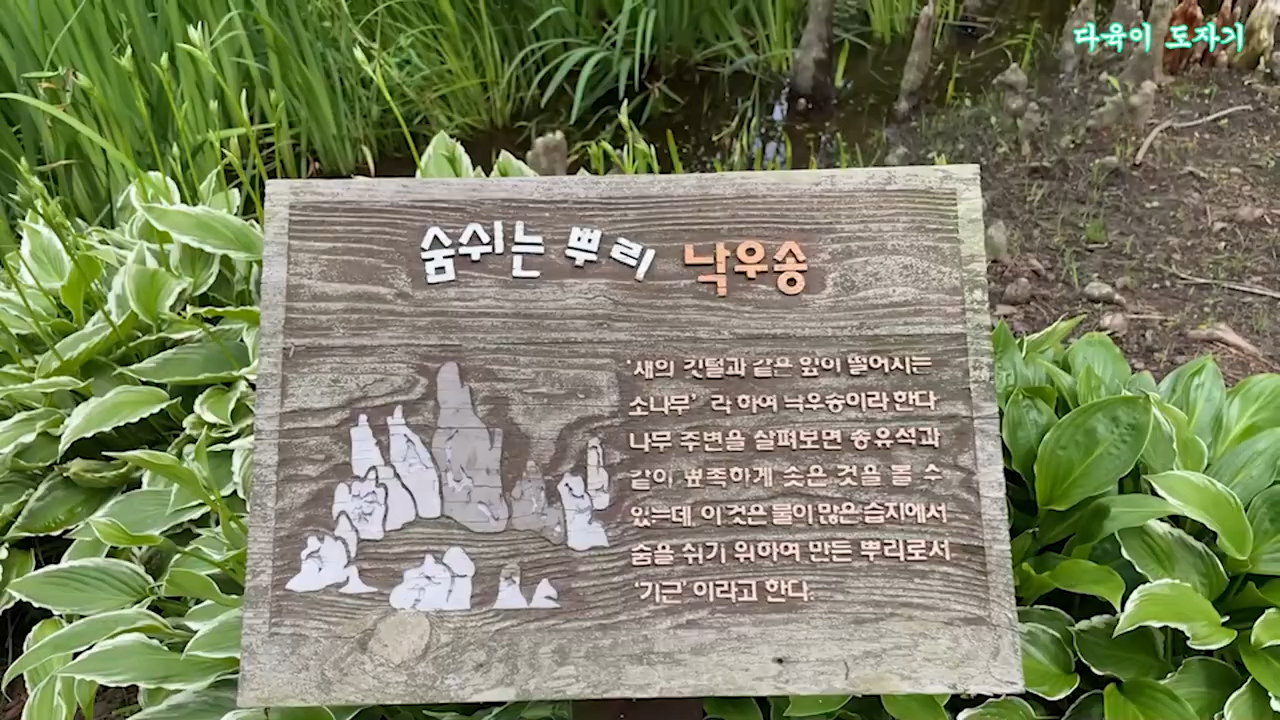 다육이 도자기
숨쉬는 뿌리 낙우송
'새의 깃털과 같은 잎이 떨어지는
소나무' 라 하여 낙우송이라 한다.
나무 주변을 살펴보면 종유석과
같이 뾰족하게 솟은 것을 볼 수
있는데, 이 것은 물이 많은 습지에서
숨을 쉬기 위하여 만든 뿌리로서
'기근' 이라고 한다.